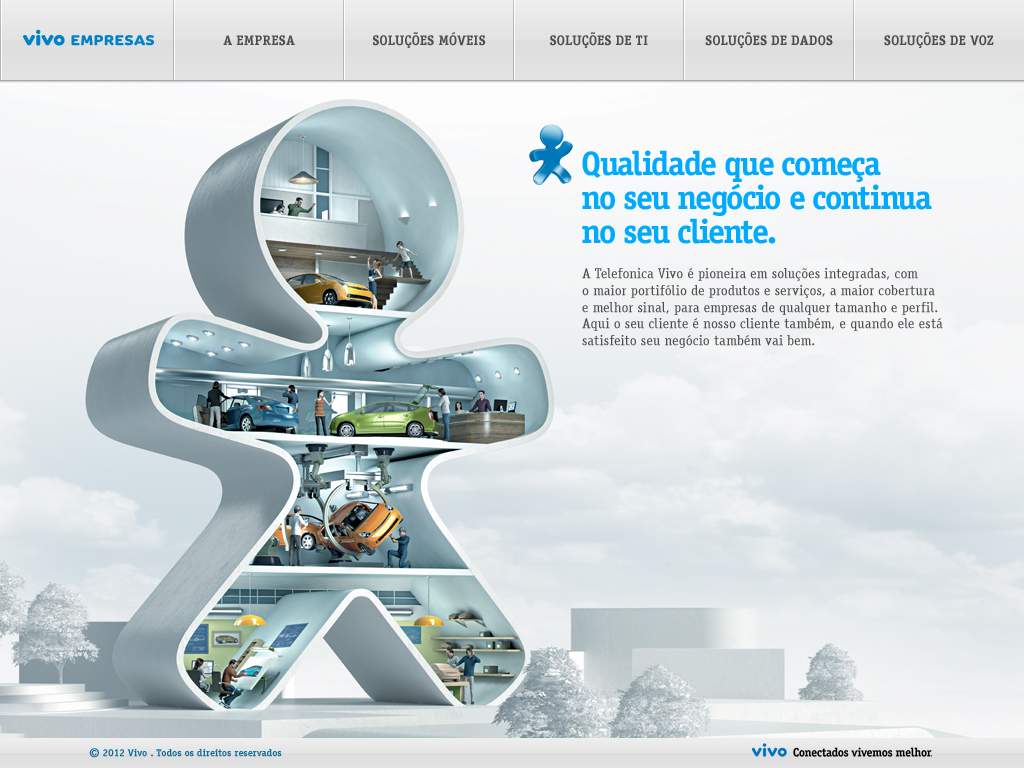 vivo EMPRESAS
A EMPRESA
SOLUÇÕES MÓVEIS
SOLUÇÕES DE TI
SOLUÇÕES DE DADOS
SOLUÇÕES DE VOZ
Qualidade que começa
no seu negócio e continua
no seu cliente.
A Telefonica Vivo é pioneira em soluções integradas, com
o maior portifólio de produtos e serviços, a maior cobertura
e melhor sinal, para empresas de qualquer tamanho e perfil.
Aqui o seu cliente é nosso cliente também, e quando ele está
satisfeito seu negócio também vai bem.
© 2012 Vivo . Todos os direitos reservados
vivo Conectados vivemos melhor.